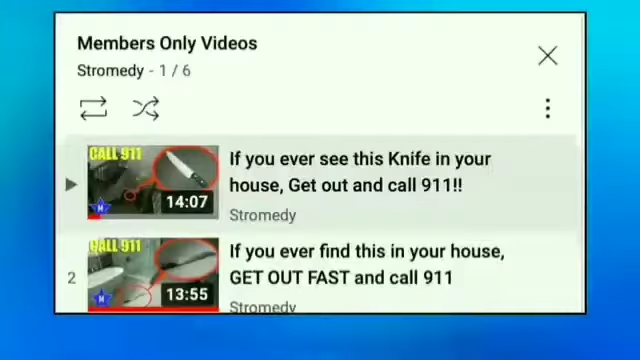 Members Only Videos
Stromedy - 1 / 6
CALL 911
14:07
If you ever see this Knife in your
house, Get out and call 911!!
Stromedy
2
CALL 911
13:55
If you ever find this in your house,
GET OUT FAST and call 911
Stromedy